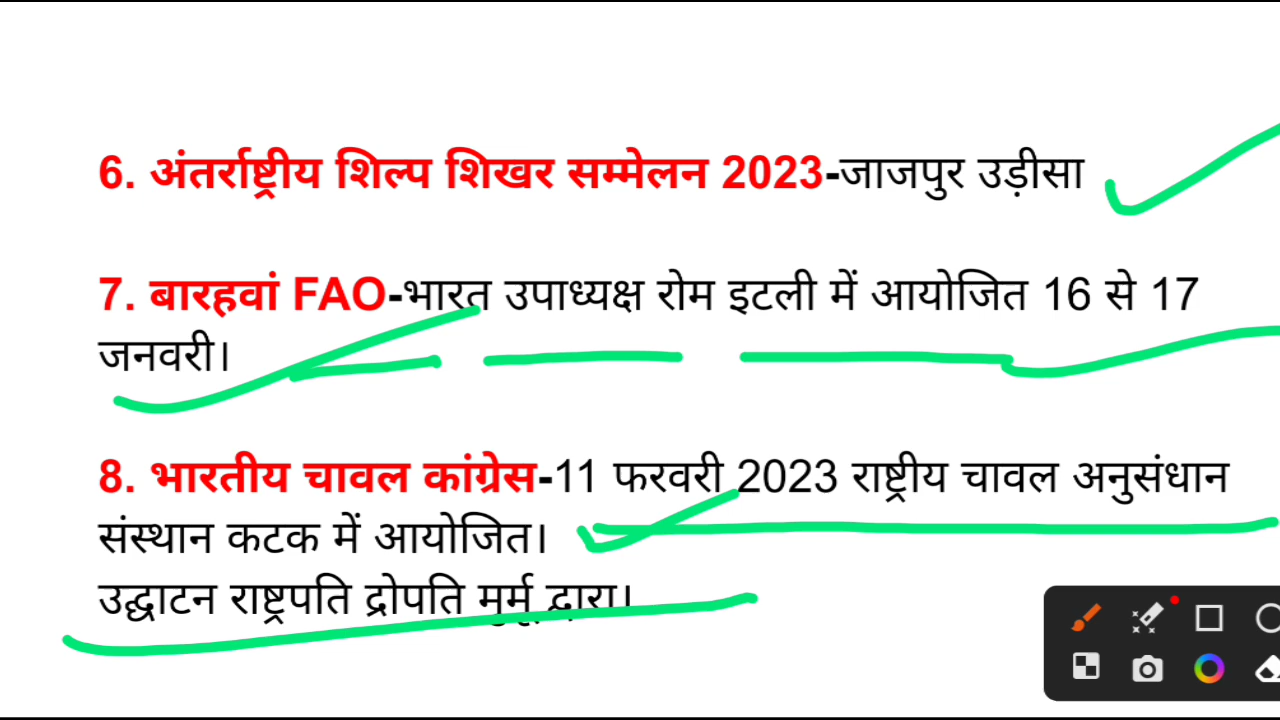 6. अंतर्राष्ट्रीय शिल्प शिखर सम्मेलन 2023-जाजपुर उड़ीसा
7. बारहवां FAO-भारत उपाध्यक्ष रोम इटली में आयोजित 16 से 17
जनवरी।
8. भारतीय चावल कांग्रेस-11 फरवरी 2023 राष्ट्रीय चावल अनुसंधान
संस्थान कटक में आयोजित।
उद्घाटन राष्ट्रपति द्रोपति मुर्मू द्वारा।